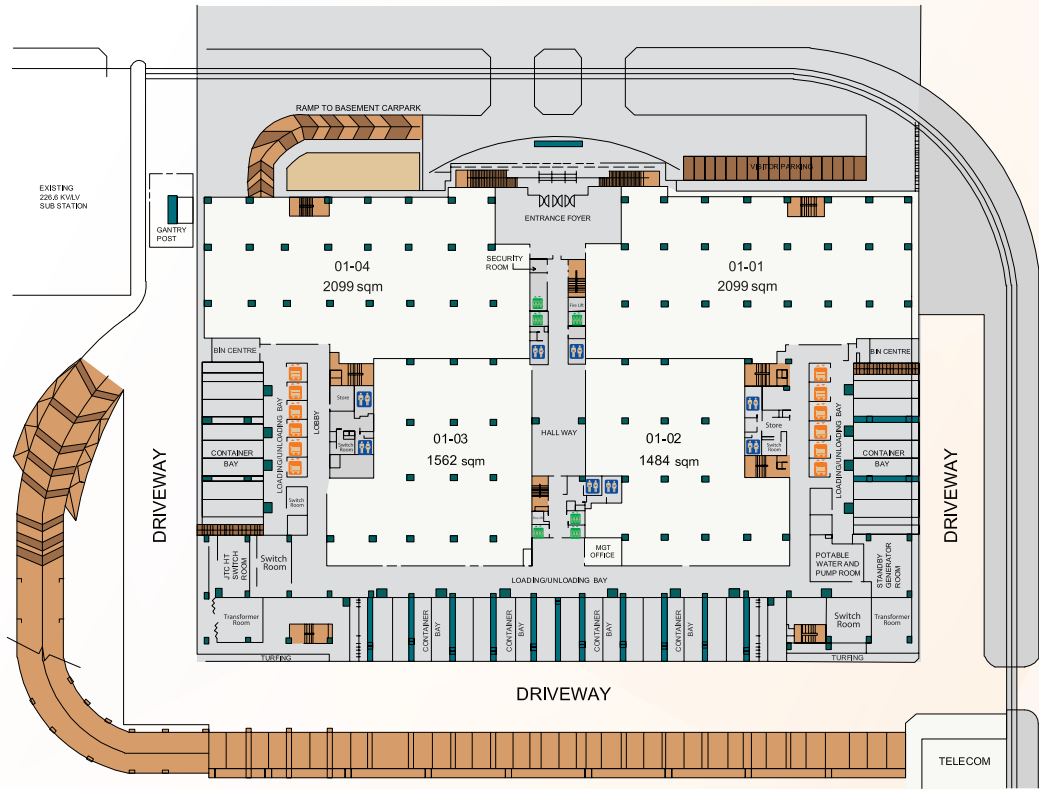 RAMP TO BASEMENT CARPARK
VISITOR PARKING
EXISTING
226.6 KV/LV
SUB STATION
GANTRY
POST
ENTRANCE FOYER
SECURITY
ROOM
01-04
2099 sqm
01-01
2099 sqm
Fire Lift
BIN CENTRE
BIN CENTRE
LOADING/UNLOADING BAY
LOBBY
Store
Switch
Room
CONTAINER
BAY
01-03
1562 sqm
HALL WAY
01-02
1484 sqm
Store
Switch
Room
LOADING/UNLOADING BAY
CONTAINER
BAY
DRIVEWAY
DRIVEWAY
Switch
Room
JTC HT
SWITCH
ROOM
Switch
Room
MGT
OFFICE
POTABLE
WATER AND
PUMP ROOM
STANDBY
GENERATOR
ROOM
LOADING/UNLOADING BAY
Transformer
Room
CONTAINER
BAY
CONTAINER
BAY
CONTAINER
BAY
CONTAINER
BAY
Switch
Room
Transformer
Room
TURFING
TURFING
DRIVEWAY
TELECOM